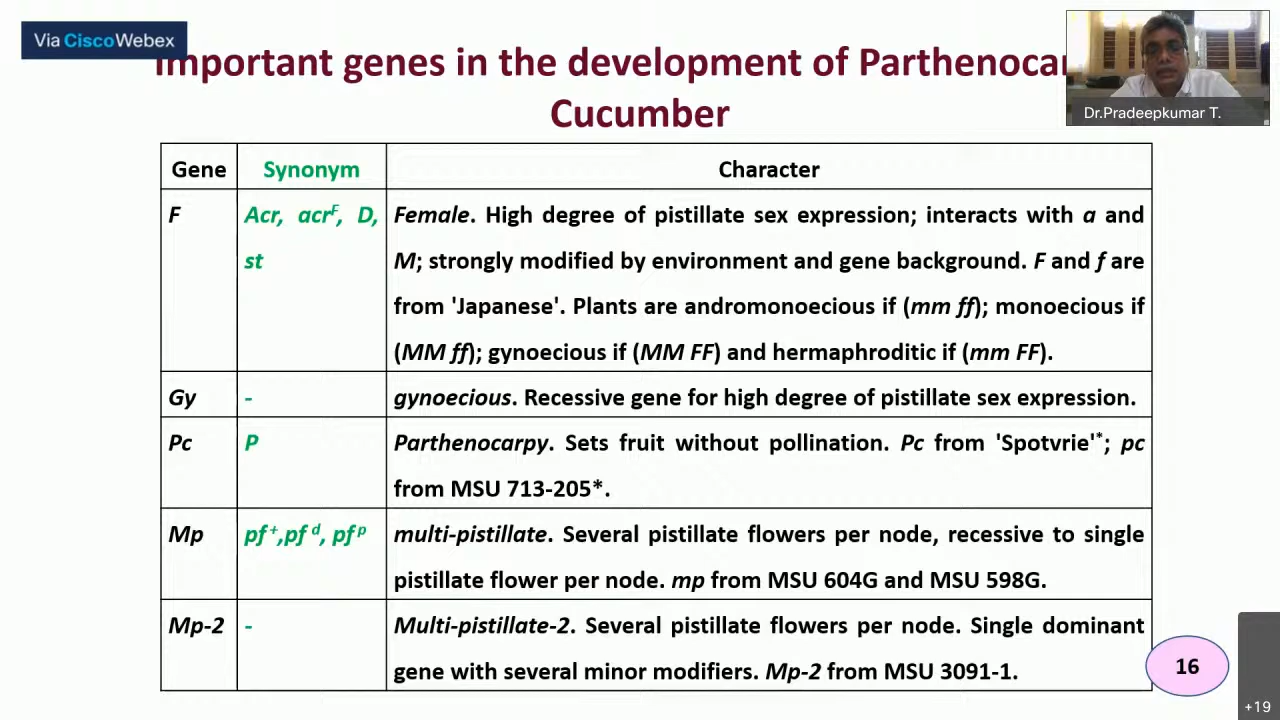 Via Cisco Webex
Important genes in the development of
Cucumber
Dr.Pradeepkumar T.
Gene Synonym Character
F Acr, acrF, D, Female. High degree of pistillate sex expression; interacts with a and
st M; strongly modified by environment and gene background. F and f are
from 'Japanese'. Plants are andromonoecious if (mm ff); monoecious if
(MM ff); gynoecious if (MM FF) and hermaphroditic if (mm FF).
Gy - gynoecious. Recessive gene for high degree of pistillate sex expression.
Pc P Parthenocarpy. Sets fruit without pollination. Pc from 'Spotvrie'*; pc
from MSU 713-205*.
Mp pf+,pf d, pf p multi-pistillate. Several pistillate flowers per node, recessive to single
pistillate flower per node. mp from MSU 604G and MSU 598G.
Mp-2 - Multi-pistillate-2. Several pistillate flowers per node. Single dominant
gene with several minor modifiers. Mp-2 from MSU 3091-1.
16
+19